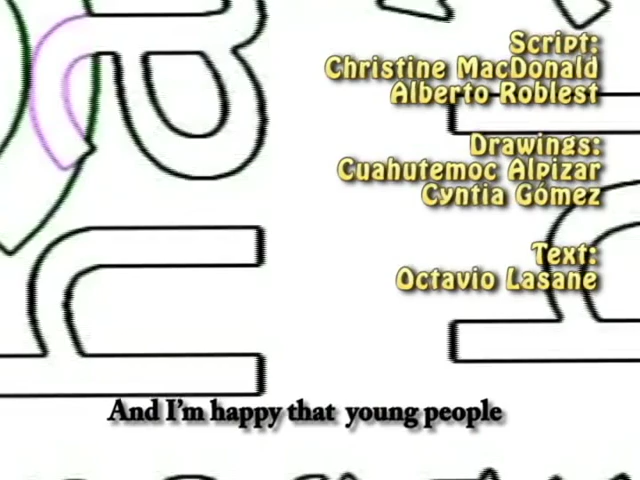 Script:
Christine MacDonald
Alberto Roblest
Drawings:
Cuahutemoc Alpizar
Cyntia Gómez
Text:
Octavio Lasane
And I'm happy that young people